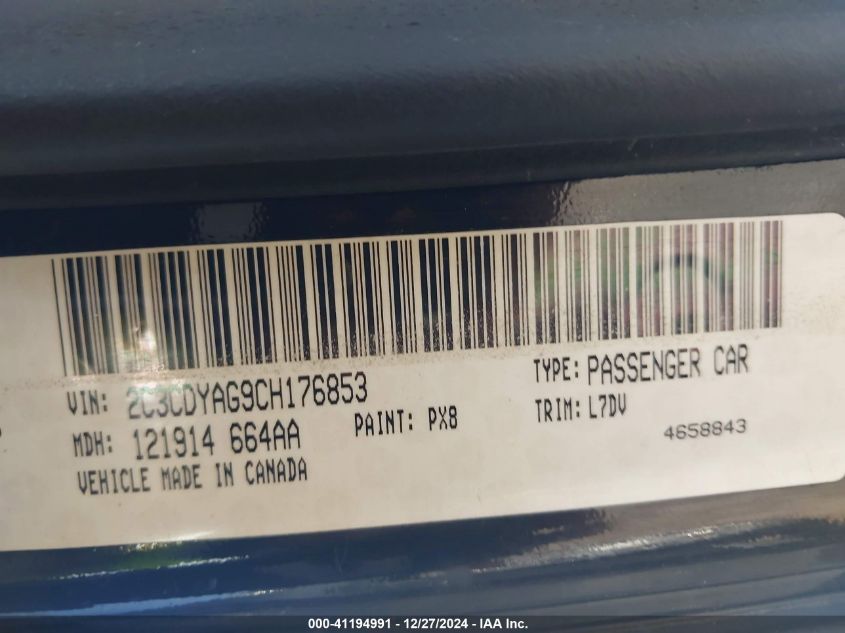 VIN: 2C3CDYAG9CH176853
TYPE: PASSENGER CAR
MDH: 121914 664AA
PAINT: PX8
TRIM: L7DV
VEHICLE MADE IN CANADA
4658843
000-41194991 - 12/27/2024 - IAA Inc.